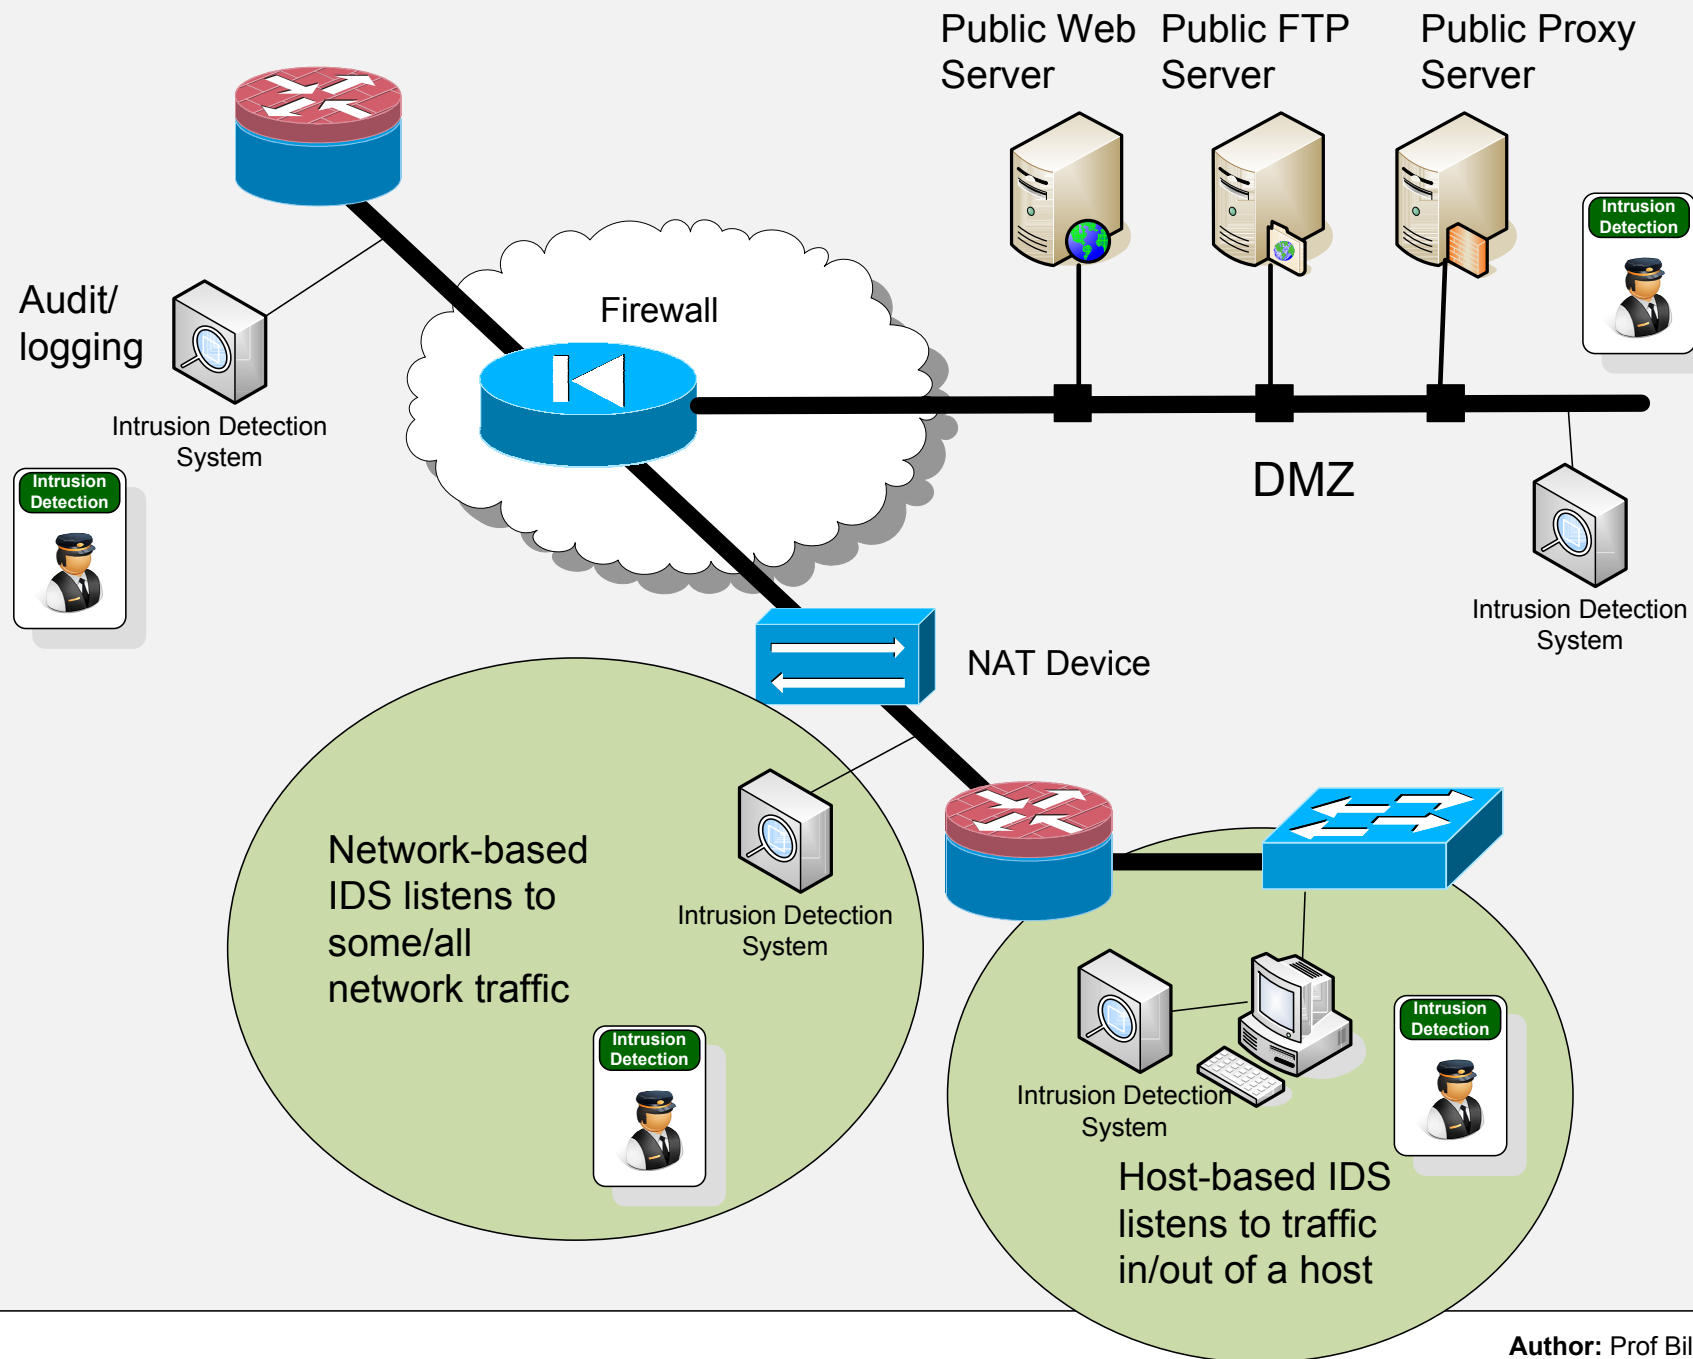 Public Web
Server
Public FTP
Server
Public Proxy
Server
Intrusion
Detection
Audit/
logging
Firewall
Intrusion Detection
System
Intrusion
Detection
DMZ
Intrusion Detection
System
NAT Device
Network-based
IDS listens to
some/all
network traffic
Intrusion Detection
System
Intrusion
Detection
Intrusion Detection
System
Intrusion
Detection
Host-based IDS
listens to traffic
in/out of a host
Author: Prof Bil